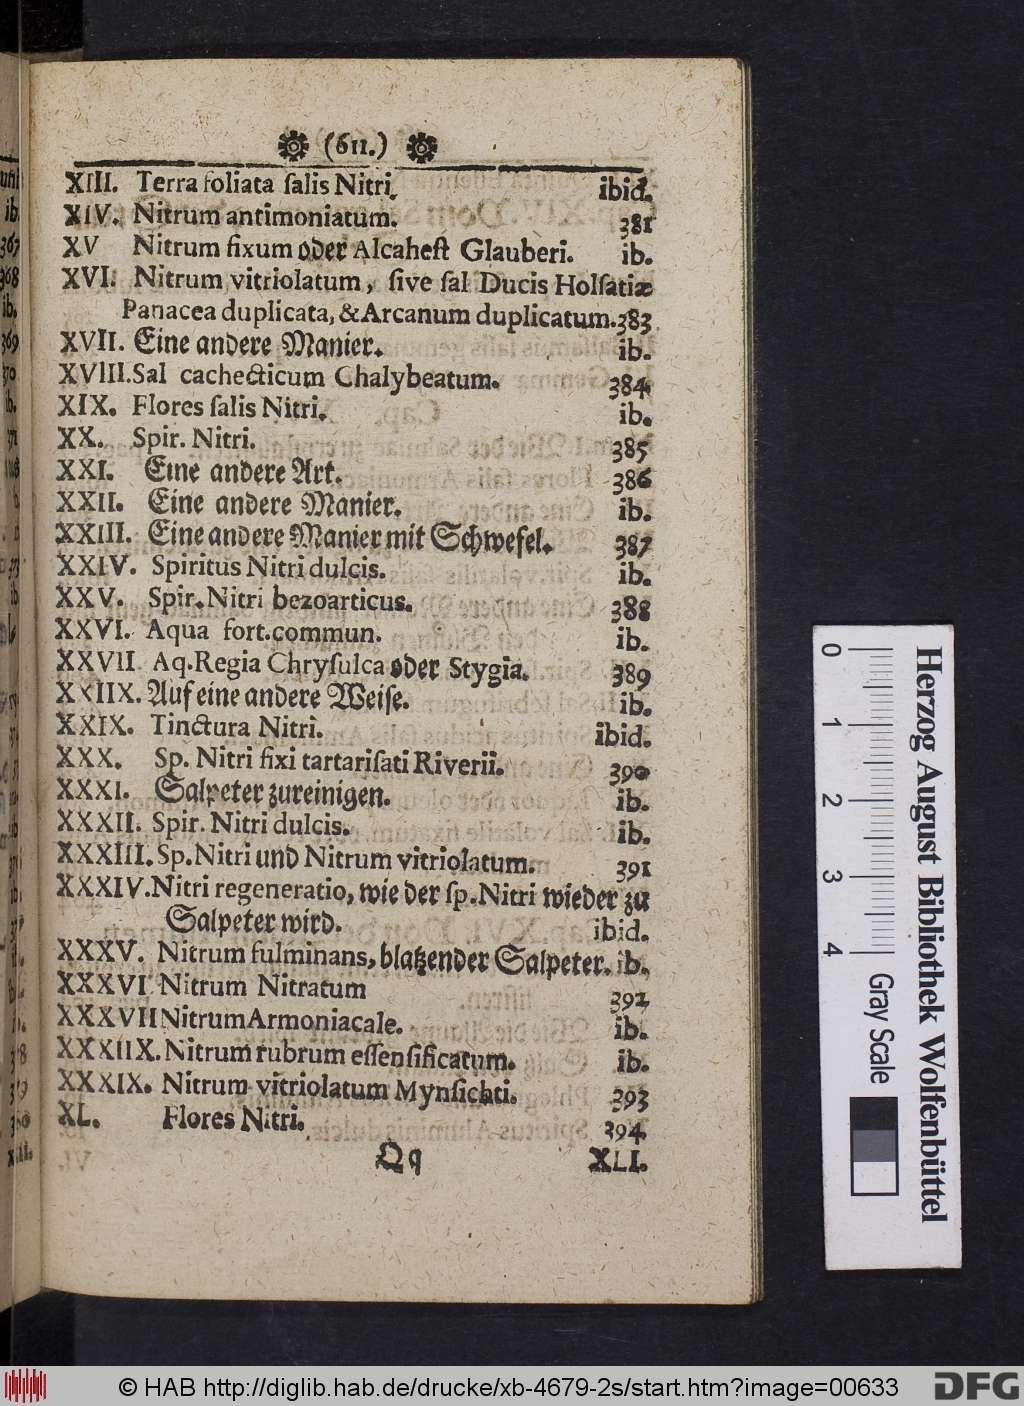 (611.)
XIII. Terra foliata ſalis Nitri. ibid.
XIV. Nitrum antimoniatum. 381
XV Nitrum fixum oder Alcaheſt Glauberi. ib.
XVI. Nitrum vitriolatum, ſive ſal Ducis Holſatiæ
Panacea duplicata, & Arcanum duplicatum. 383
XVII. Eine andere Manier. ib.
XVIII. Sal cachecticum Chalybeatum. 384
XIX. Flores ſalis Nitri. ib.
XX. Spir. Nitri. 385
XXI. Eine andere Art. 386
XXII. Eine andere Manier. ib.
XXIII. Eine andere Manier mit Schwefel. 387
XXIV. Spiritus Nitri dulcis. ib.
XXV. Spir. Nitri bezoarticus. 388
XXVI. Aqua fort. commun. ib.
XXVII Aq. Regia Chryſulca oder Stygia. 389
XXIIX. Auf eine andere Weiſe. ib.
XXIX. Tinctura Nitri. ibid.
XXX. Sp. Nitri fixi tartariſati Riverii. 390
XXXI. Salpeter zureinigen. ib.
XXXII. Spir. Nitri dulcis. ib.
XXXIII. Sp. Nitri und Nitrum vitriolatum. 391
XXXIV. Nitri regeneratio, wie der ſp. Nitri wieder zu
Salpeter wird. ibid.
XXXV. Nitrum fulminans, blatzender Salpeter. ib.
XXXVI Nitrum Nitratum 392
XXXVII Nitrum Armoniacale. ib.
XXXIIX. Nitrum rubrum eſſenſificatum. ib.
XXXIX. Nitrum vitriolatum Mynſichti. 393
XL. Flores Nitri. 394
Qq XLI.
0 1 2 3 4
Herzog August Bibliothek Wolfenbüttel
Gray Scale
© HAB http://diglib.hab.de/drucke/xb-4679-2s/start.htm?image=00633
DFG